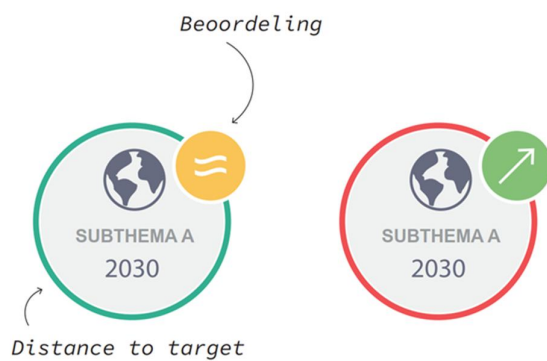 Beoordeling
SUBTHEMA A
2030
SUBTHEMA A
2030
Distance to target